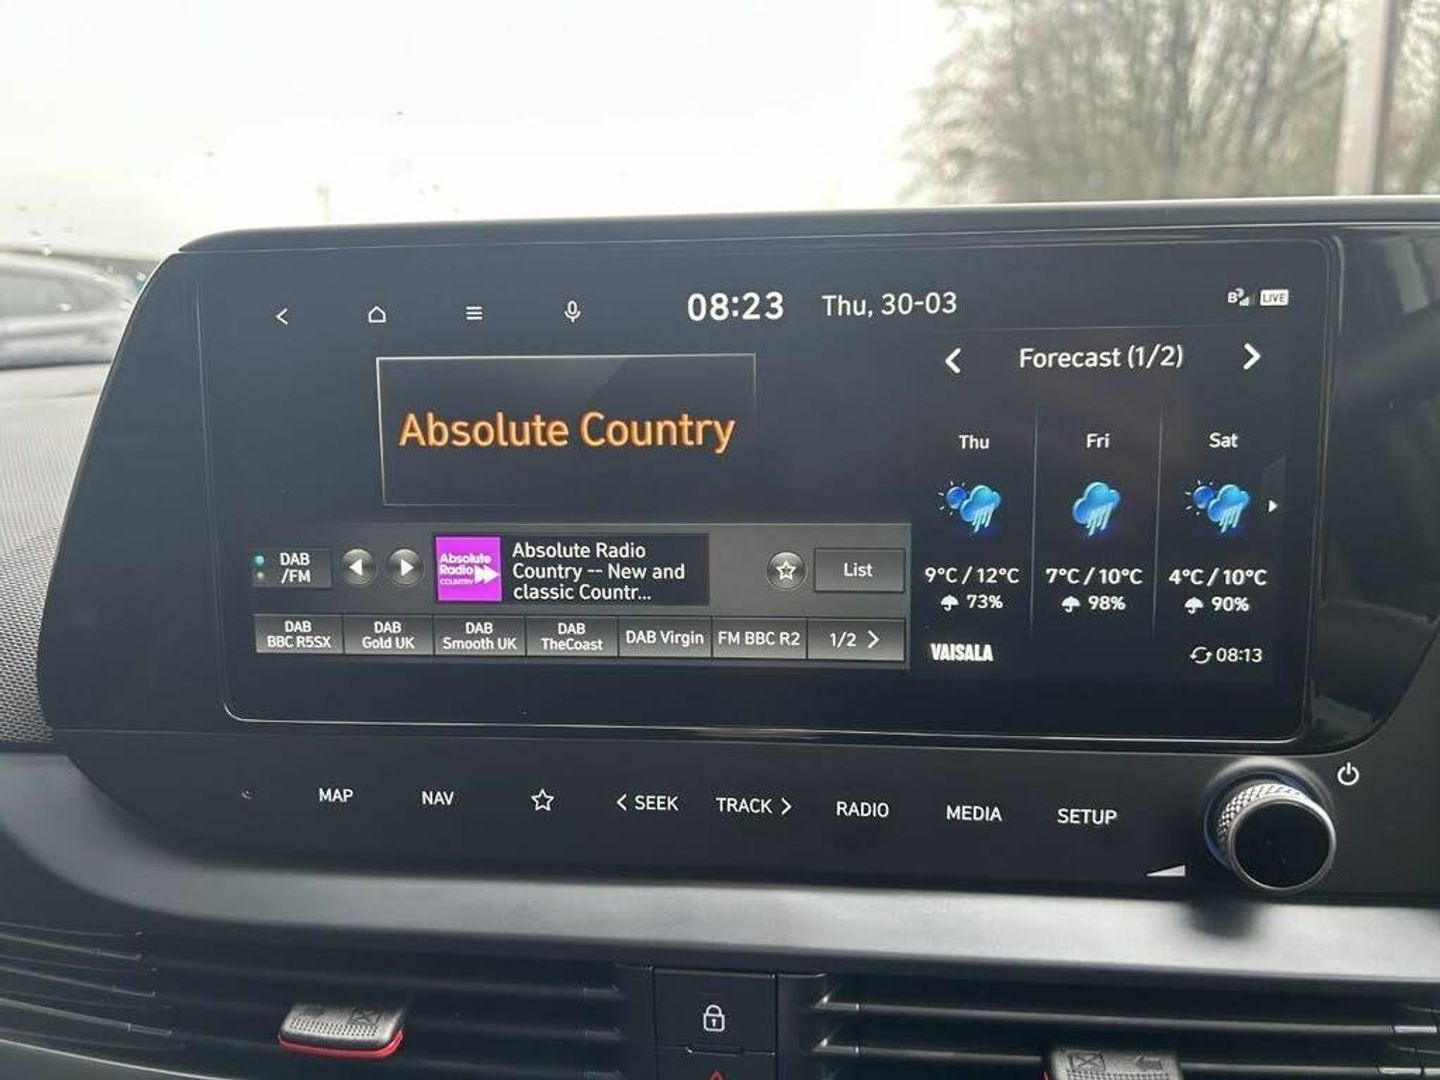 08:23 Thu, 30-03 B LIVE
Forecast (1/2)
Absolute Country
Thu Fri Sat
DAB
/FM
Absolute
Radio
COUNTRY
Absolute Radio
Country -- New and
classic Countr...
List
9°C / 12°C 7°C / 10°C 4°C / 10°C
73% 98% 90%
DAB
BBC R5SX
DAB
Gold UK
DAB
Smooth UK
DAB
TheCoast
DAB Virgin
FM BBC R2
1/2
VAISALA 08:13
MAP NAV SEEK TRACK RADIO MEDIA SETUP